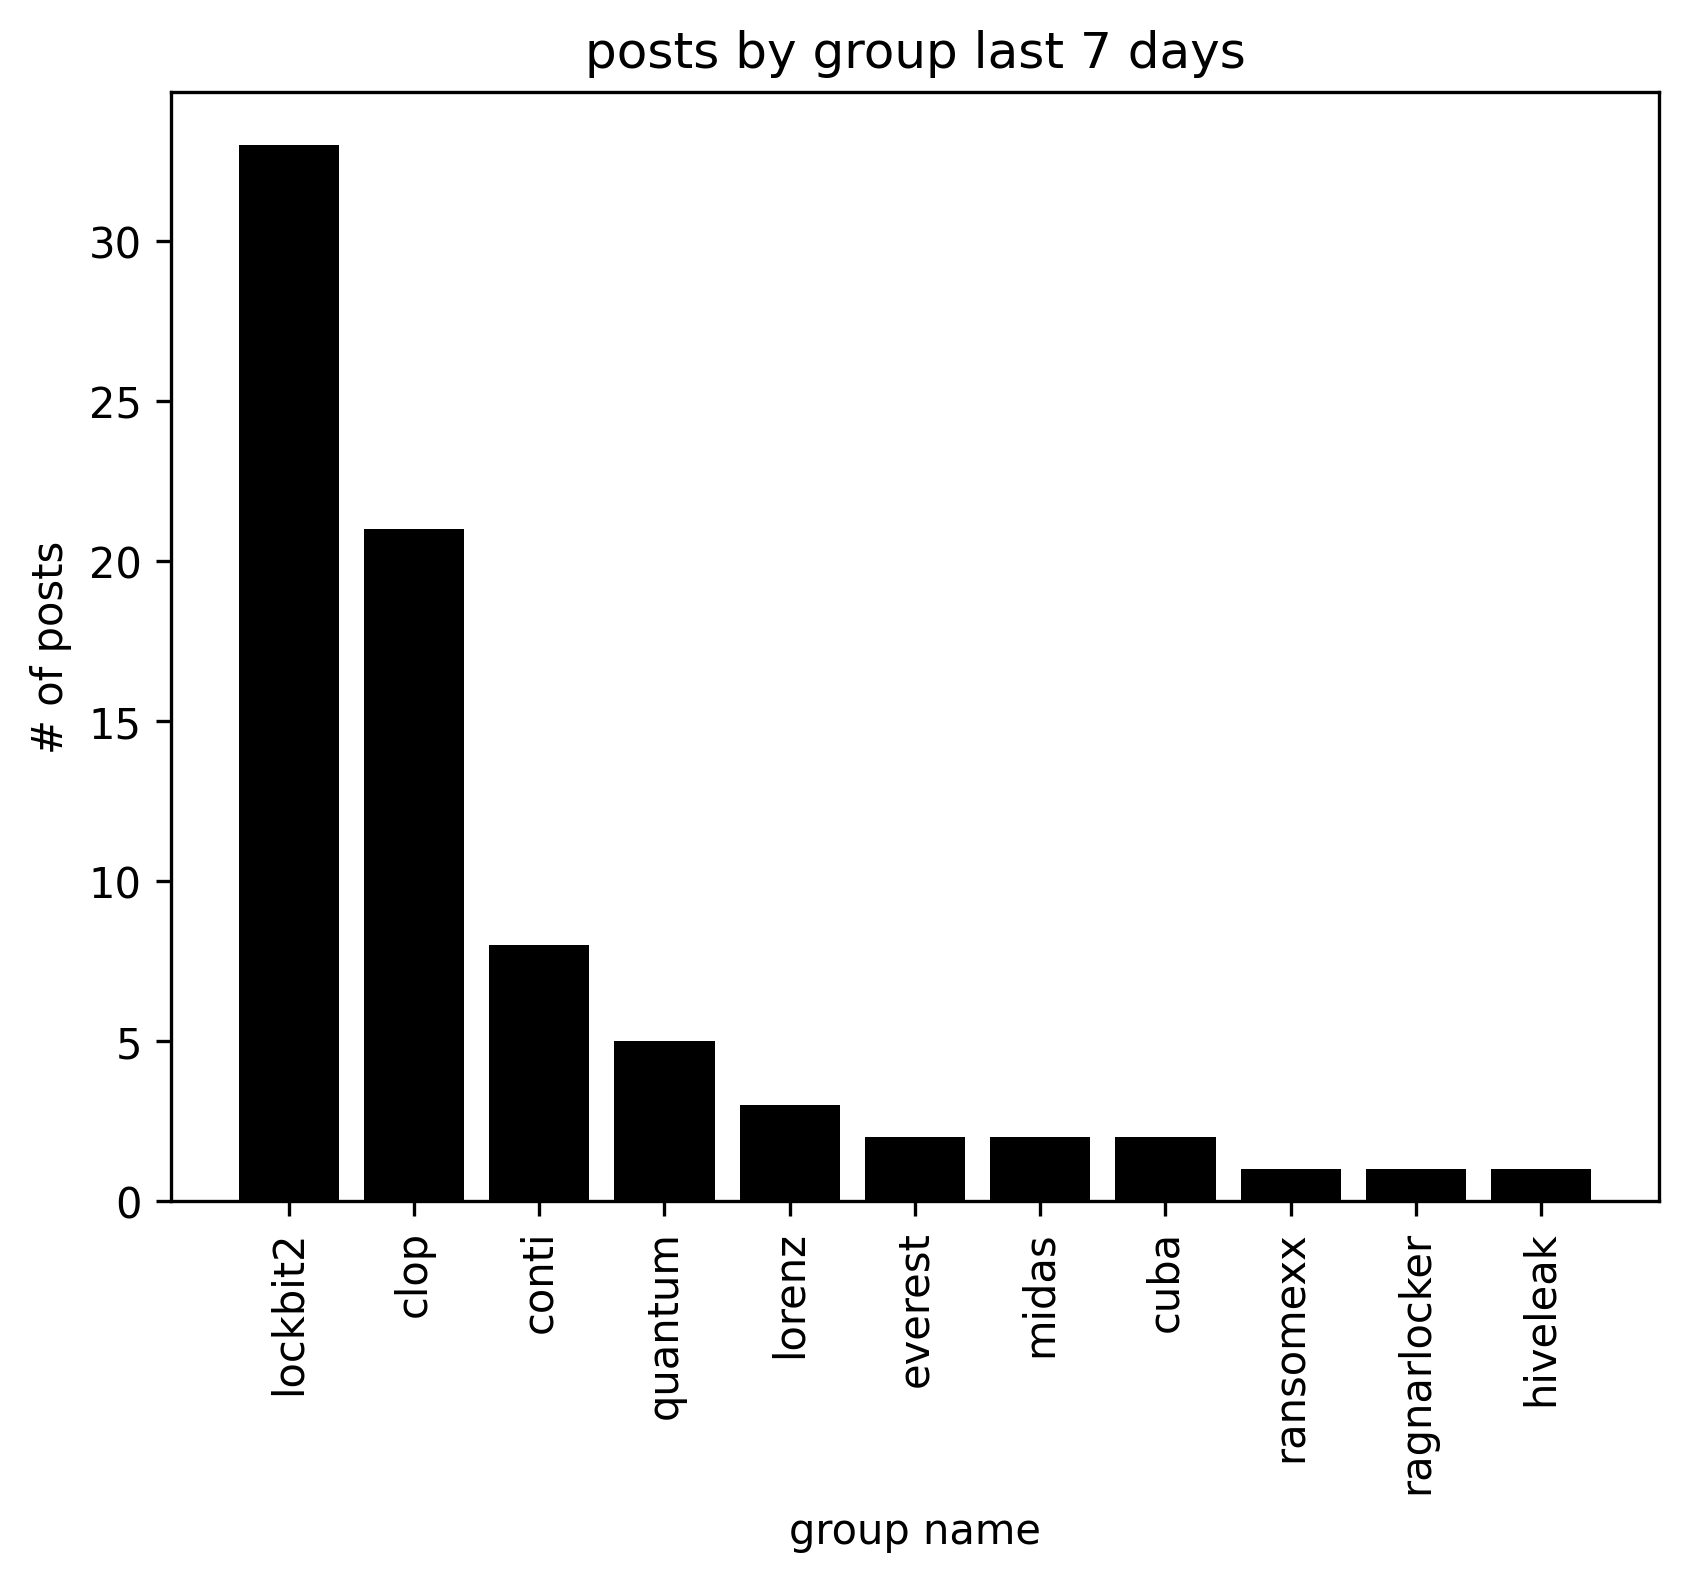 posts by group last 7 days
# of posts
30
25
20
15
10
5
0
lockbit2
clop
conti
quantum
lorenz
everest
midas
cuba
ransomexx
ragnarlocker
hiveleak
group name